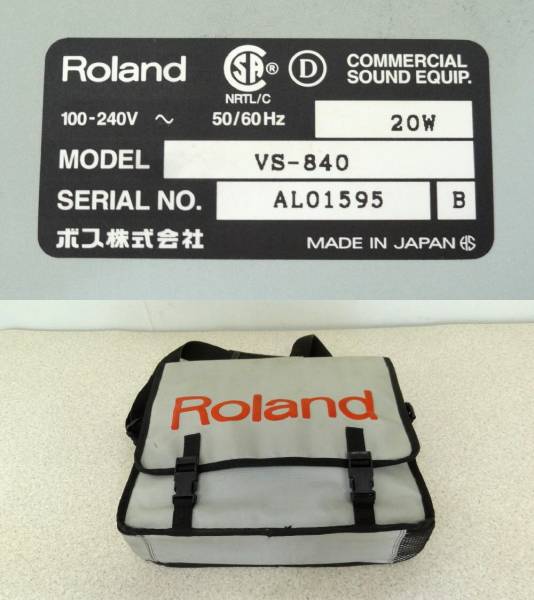 Roland SA® D COMMERCIAL
NRTL/C SOUND EQUIP.
100-240V ~ 50/60Hz 20W
MODEL VS-840
SERIAL NO. AL01595 B
ボス株式会社 MADE IN JAPAN
Roland